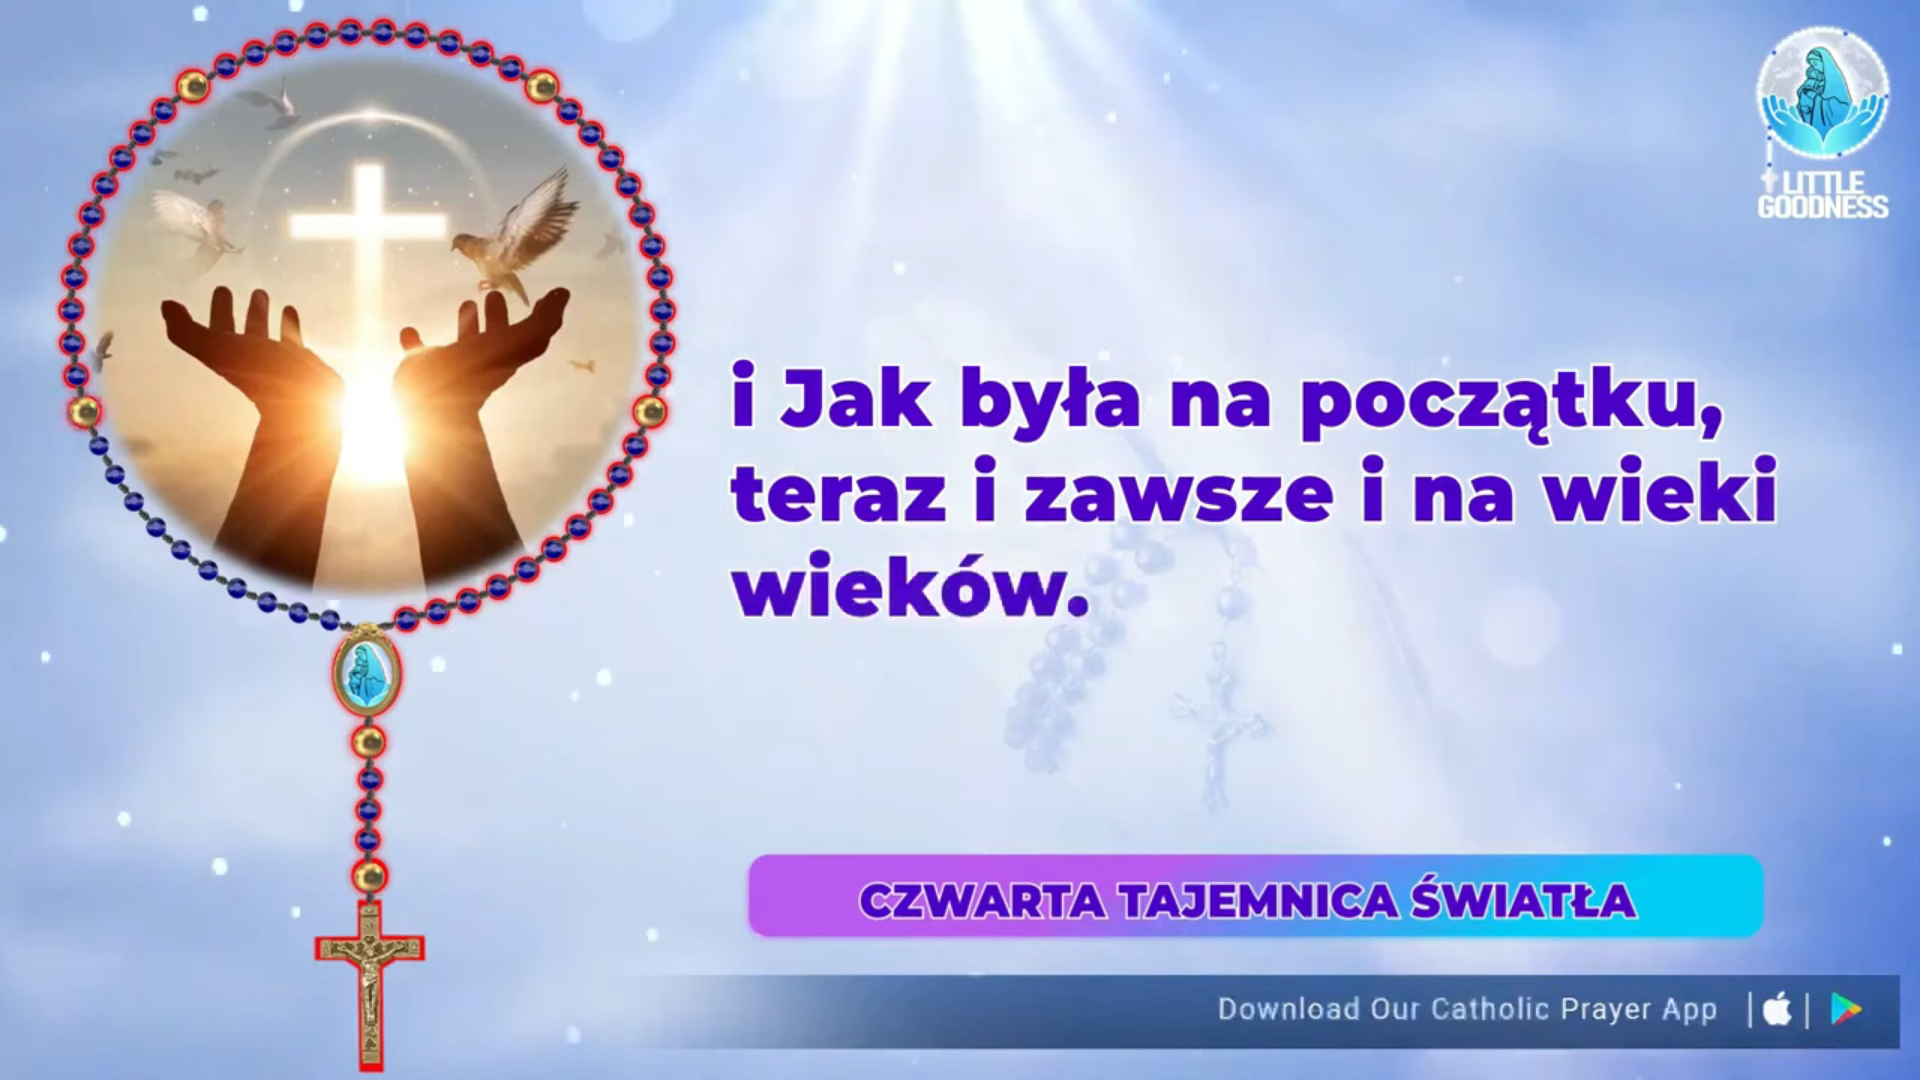 LITTLE
GOODNESS
i Jak była na początku,
teraz i zawsze i na wieki
wieków.
CZWARTA TAJEMNICA ŚWIATŁA
Download Our Catholic Prayer App